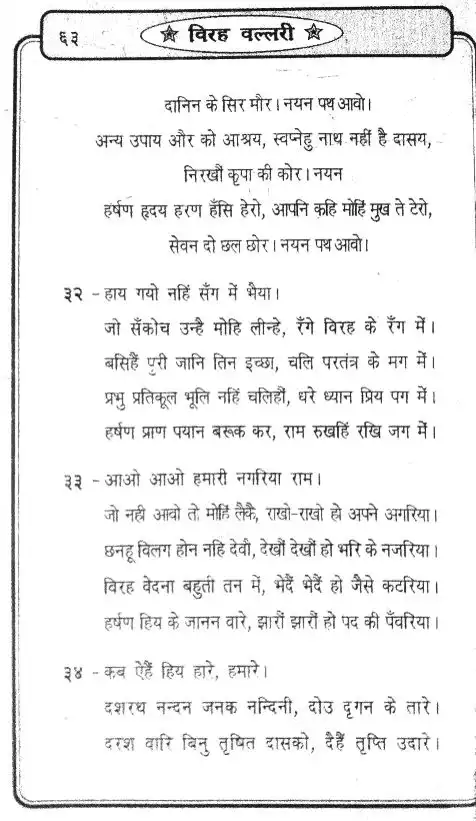 ६३
विरह वल्लरी
दानिन के सिर मौर। नयन पथ आवो।
अन्य उपाय और को आश्रय, स्वप्नेहु नाथ नहीं है दासय,
निरखौं कृपा की कोर। नयन
हर्षण हृदय हरण हँसि हेरो, आपनि कहि मोहिं मुख ते टेरो,
सेवन दो छल छोर। नयन पथ आवो।
३२ - हाय गयो नहिं सँग में भैया।
जो सँकोच उन्है मोहि लीन्हे, रँगे विरह के रँग में।
बसिहैं पुरी जानि तिन इच्छा, चलि परतंत्र के मग में।
प्रभु प्रतिकूल भूलि नहिं चलिहौं, धरे ध्यान प्रिय पग में।
हर्षण प्राण पयान बरूक कर, राम रुखहिं रखि जग में।
३३ - आओ आओ हमारी नगरिया राम।
जो नही आवो तो मोहिं लैकै, राखो-राखो हो अपने अगरिया।
छनहू विलग होन नहि देवौ, देखौं देखौं हो भरि के नजरिया।
विरह वेदना बहुती तन में, भेदैं भेदैं हो जैसे कटरिया।
हर्षण हिय के जानन वारे, झारौं झारौं हो पद की पँवरिया।
३४ - कब ऐहैं हिय हारे, हमारे।
दशरथ नन्दन जनक नन्दिनी, दोउ दृगन के तारे।
दरश वारि बिनु तृषित दासको, दैहैं तृप्ति उदारे।